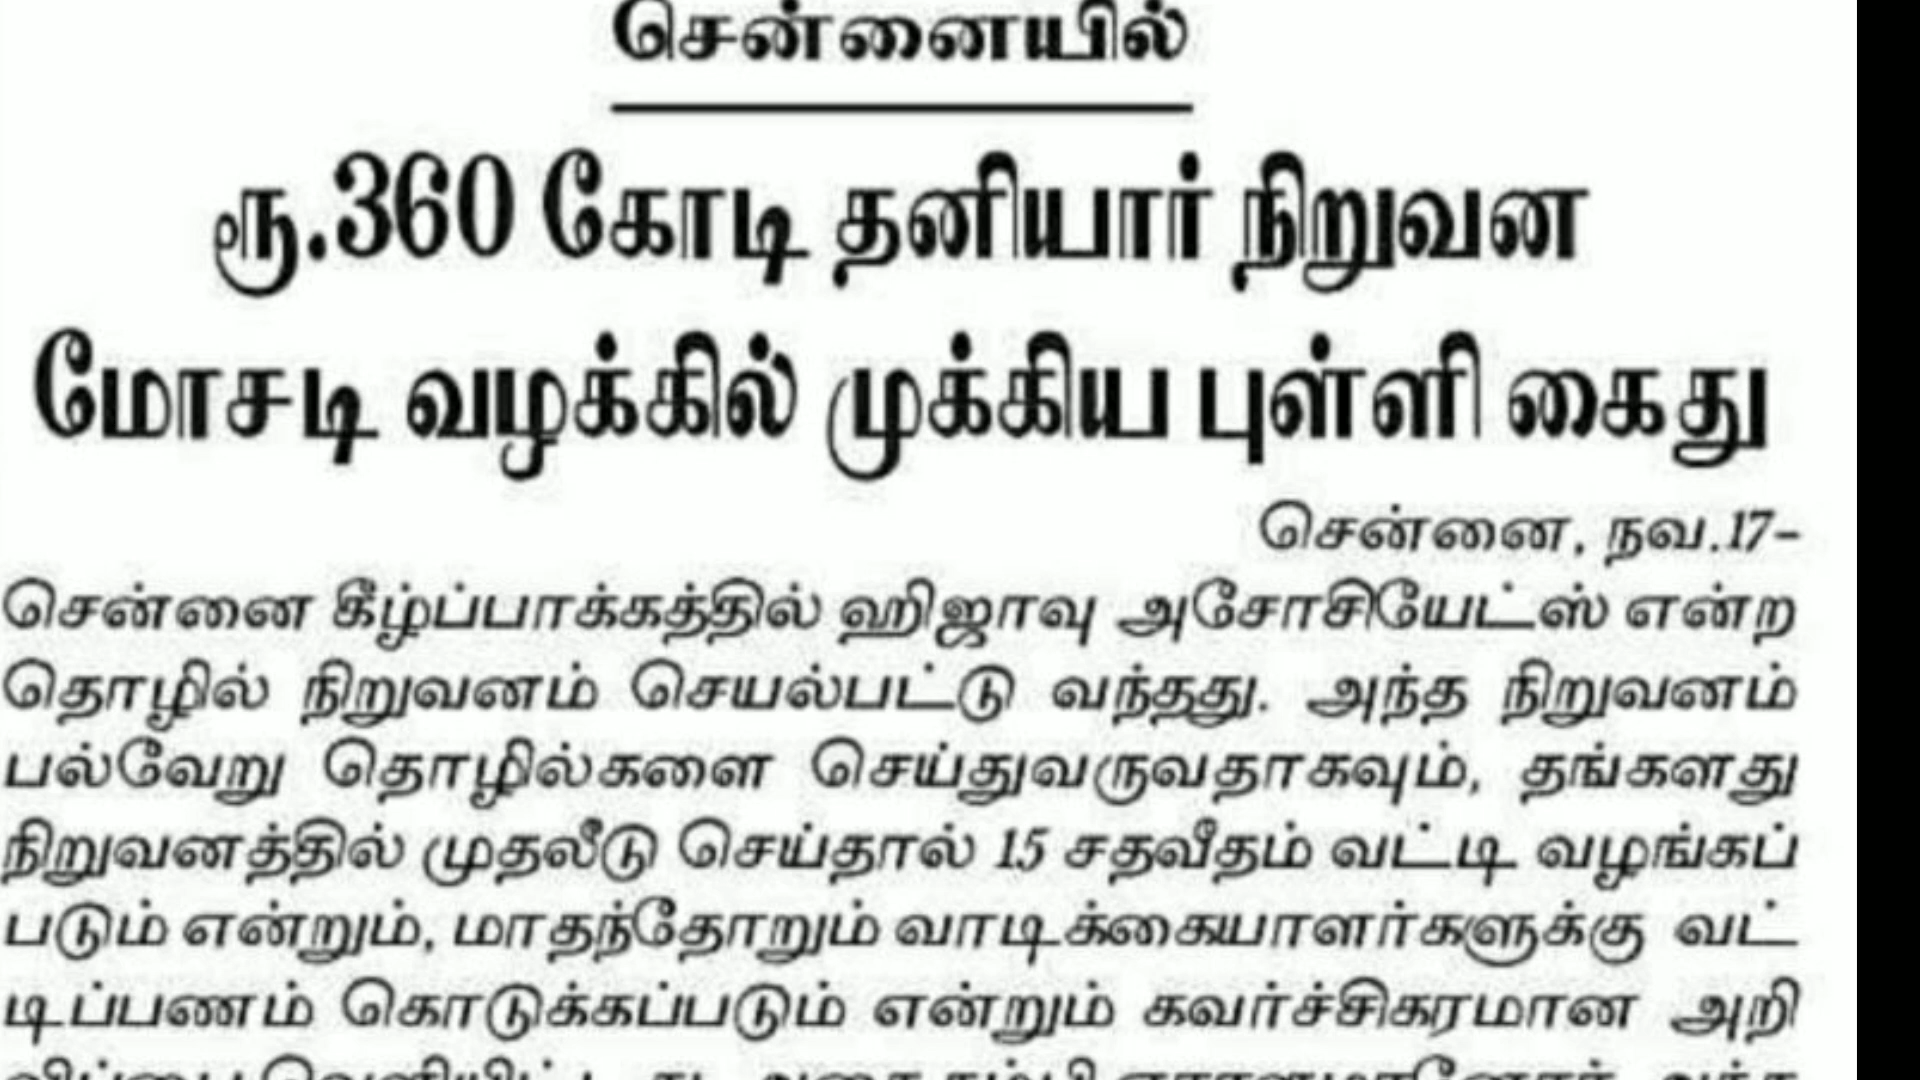 சென்னையில்
ரூ.360 கோடி தனியார் நிறுவன
மோசடி வழக்கில் முக்கிய புள்ளி கைது
சென்னை, நவ.17-
சென்னை கீழ்ப்பாக்கத்தில் ஹிஜாவு அசோசியேட்ஸ் என்ற
தொழில் நிறுவனம் செயல்பட்டு வந்தது. அந்த நிறுவனம்
பல்வேறு தொழில்களை செய்துவருவதாகவும், தங்களது
நிறுவனத்தில் முதலீடு செய்தால் 15 சதவீதம் வட்டி வழங்கப்
படும் என்றும், மாதந்தோறும் வாடிக்கையாளர்களுக்கு வட்
டிப்பணம் கொடுக்கப்படும் என்றும் கவர்ச்சிகரமான அறி